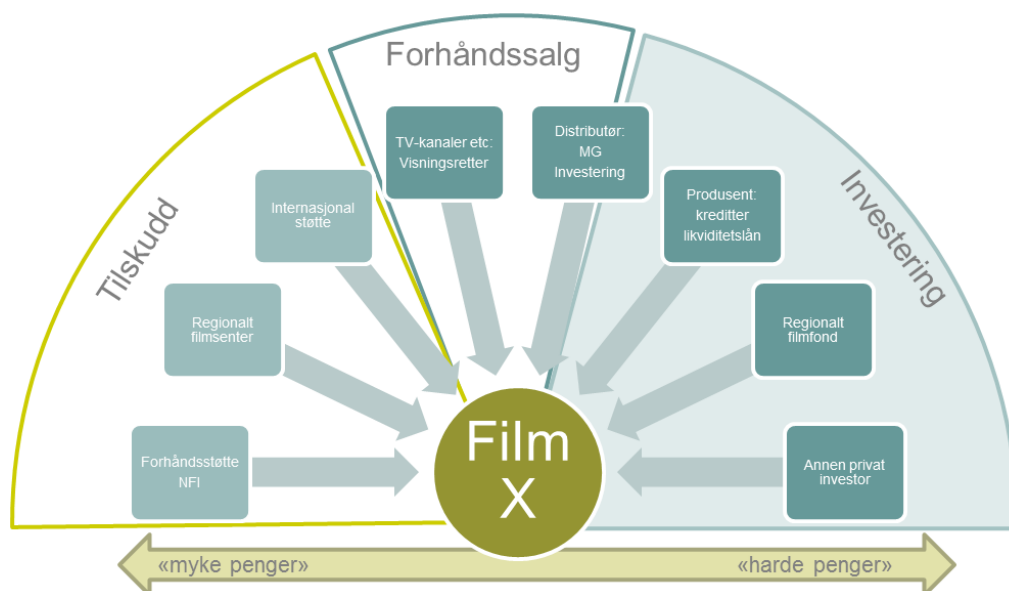 Forhåndssalg
Tilskudd
Investering
TV-kanaler etc:
Visningsretter
Distributør:
MG
Investering
Internasjonal
støtte
Produsent:
kreditter
likviditetslån
Regionalt
filmsenter
Regionalt
filmfond
Forhåndsstøtte
NFI
Annen privat
investor
Film
X
«myke penger»
«harde penger»